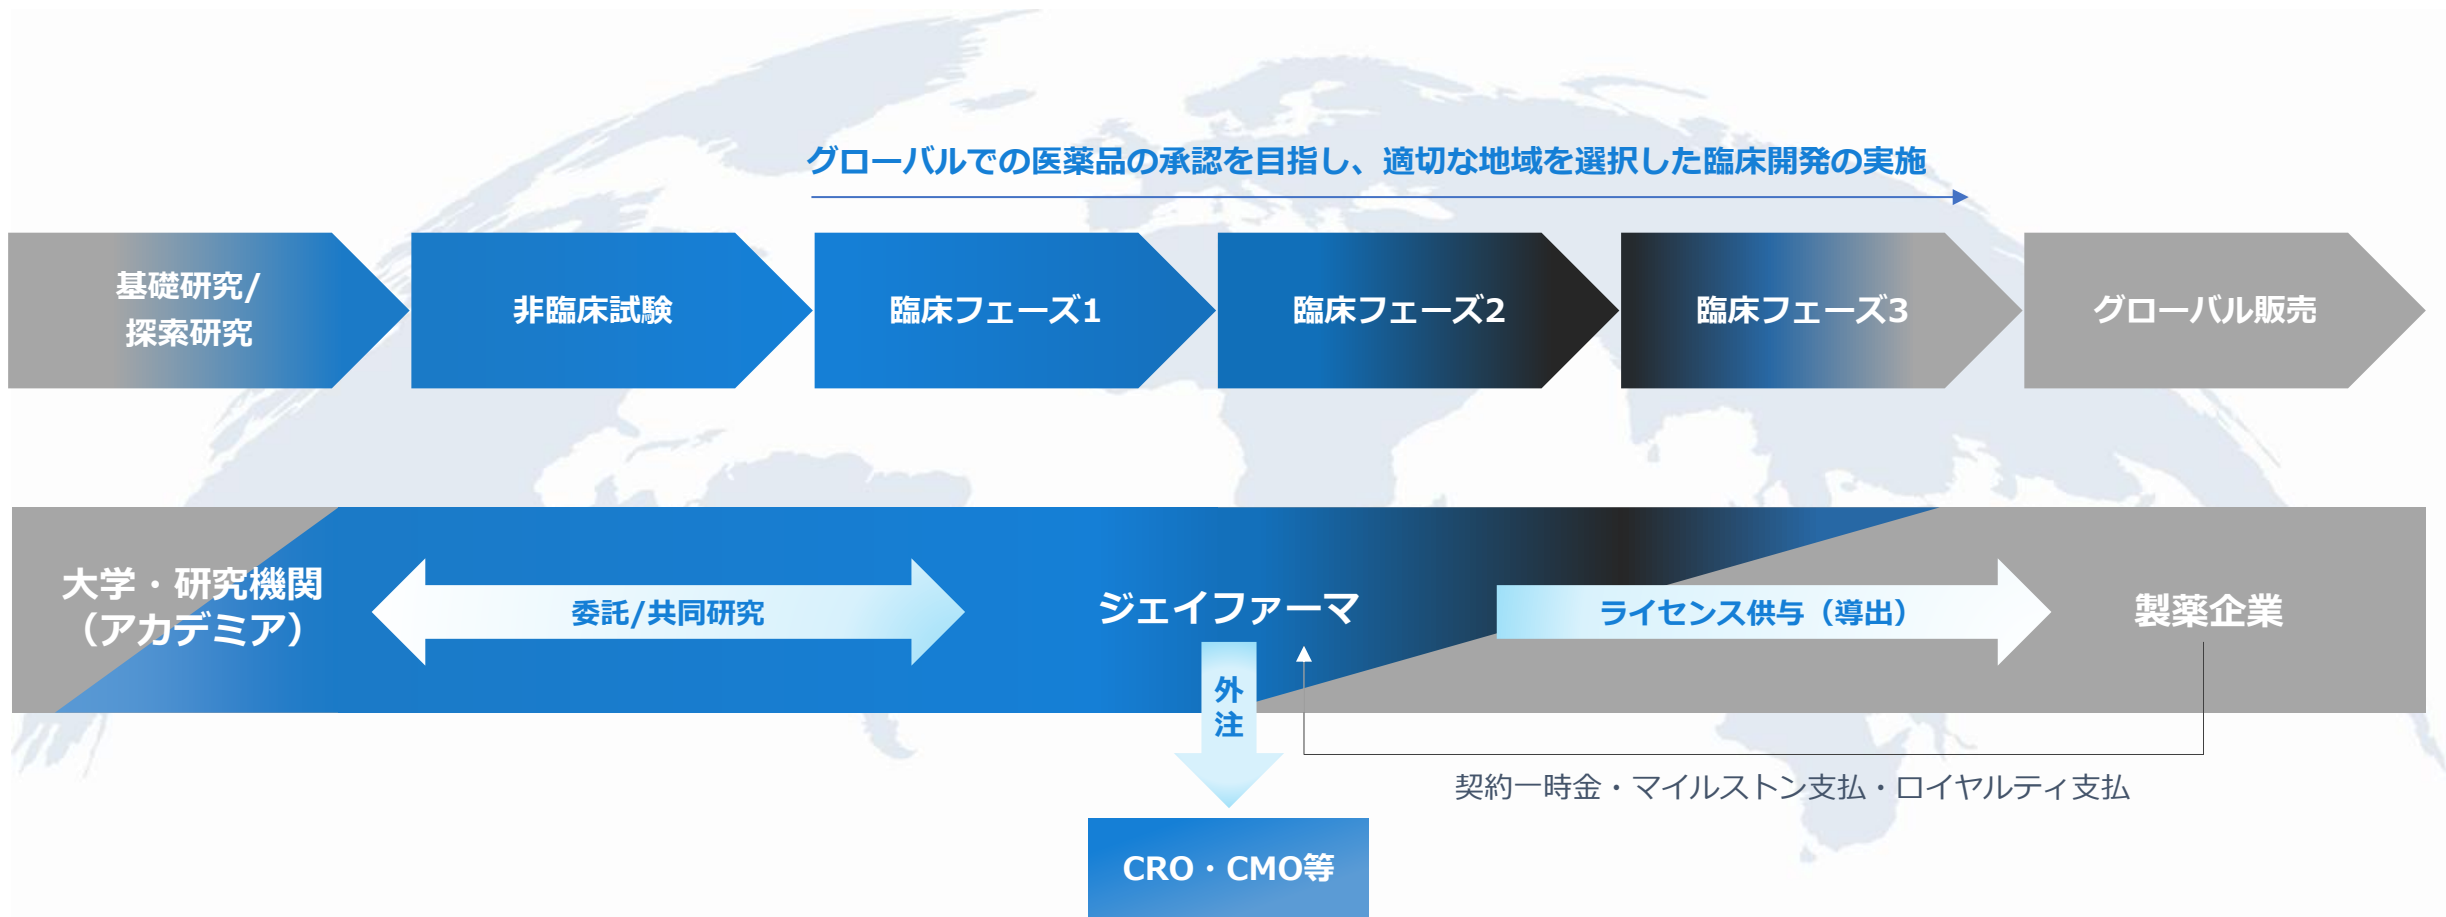 グローバルでの医薬品の承認を目指し、適切な地域を選択した臨床開発の実施
基礎研究/
探索研究
非臨床試験
臨床フェーズ1
臨床フェーズ2
臨床フェーズ3
グローバル販売
大学・研究機関
（アカデミア）
委託/共同研究
ジェイファーマ
ライセンス供与（導出）
製薬企業
外
注
契約一時金・マイルストン支払・ロイヤルティ支払
CRO・CMO等